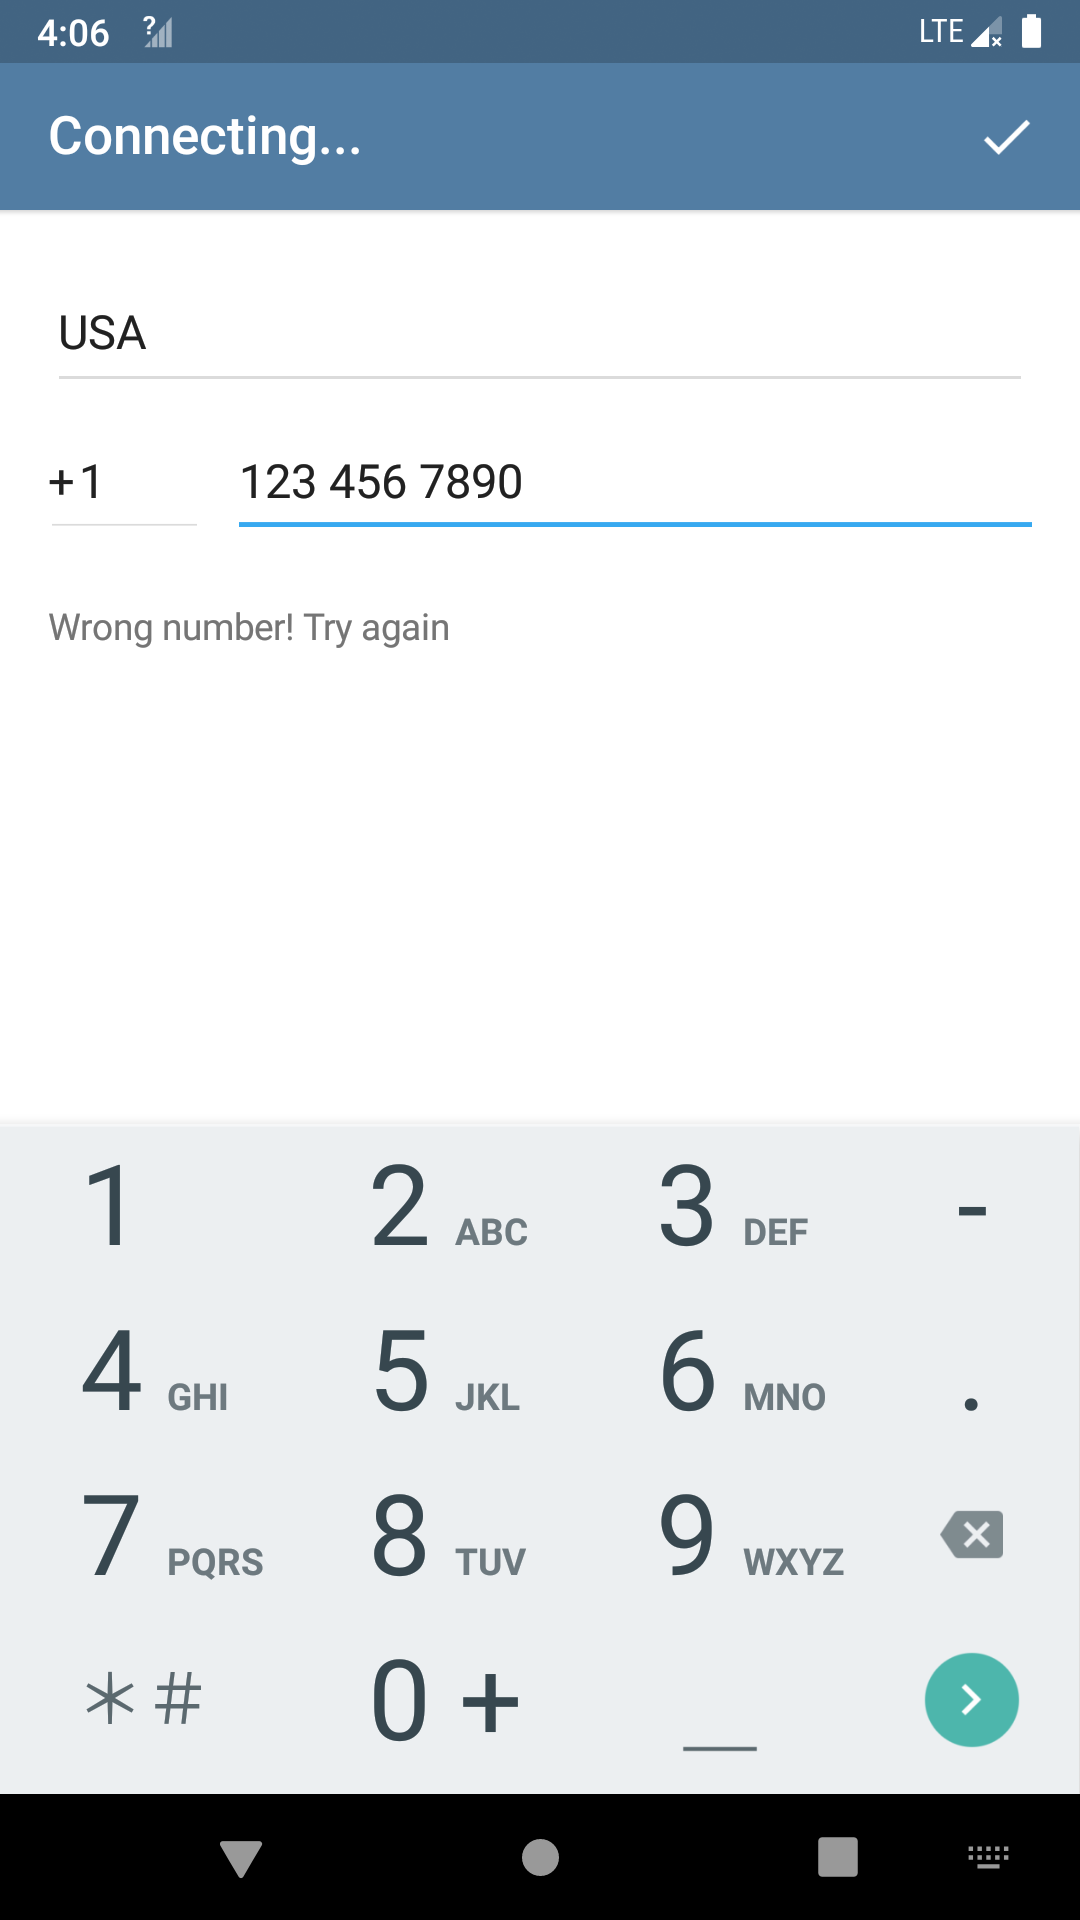 4:06 ? LTE
Connecting...
USA
+1 123 456 7890
Wrong number! Try again
1 2 ABC 3 DEF -
4 GHI 5 JKL 6 MNO .
7 PQRS 8 TUV 9 WXYZ
*# 0 + _